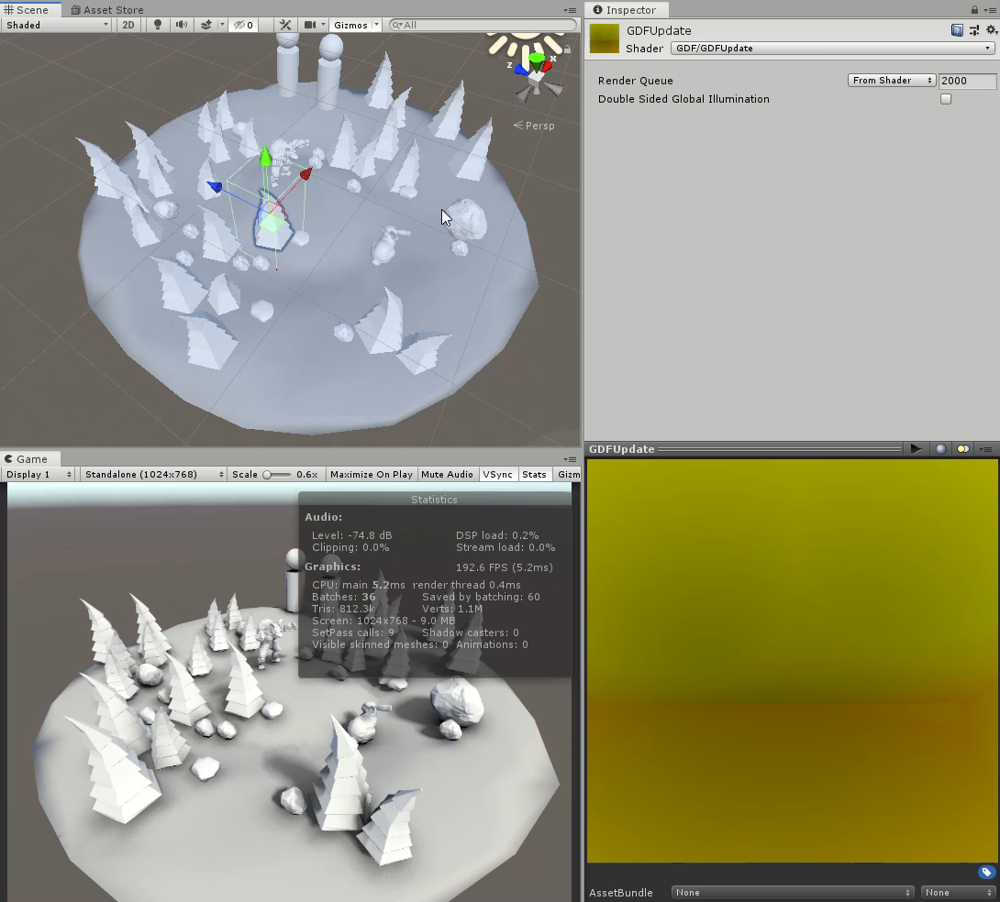 Scene Asset Store
Shaded 2D 0 Gizmos All
z x
Persp
Game
Display 1 Standalone (1024x768) Scale 0.6x Maximize On Play Mute Audio VSync Stats Gizm
Statistics
Audio:
Level: -74.8 dB DSP load: 0.2%
Clipping: 0.0% Stream load: 0.0%
Graphics: 192.6 FPS (5.2ms)
CPU: main 5.2ms render thread 0.4ms
Batches: 36 Saved by batching: 60
Tris: 812.3k Verts: 1.1M
Screen: 1024x768 - 9.0 MB
SetPass calls: 9 Shadow casters: 0
Visible skinned meshes: 0 Animations: 0
Inspector
GDFUpdate
Shader GDF/GDFUpdate
Render Queue From Shader 2000
Double Sided Global Illumination
GDFUpdate
AssetBundle None None